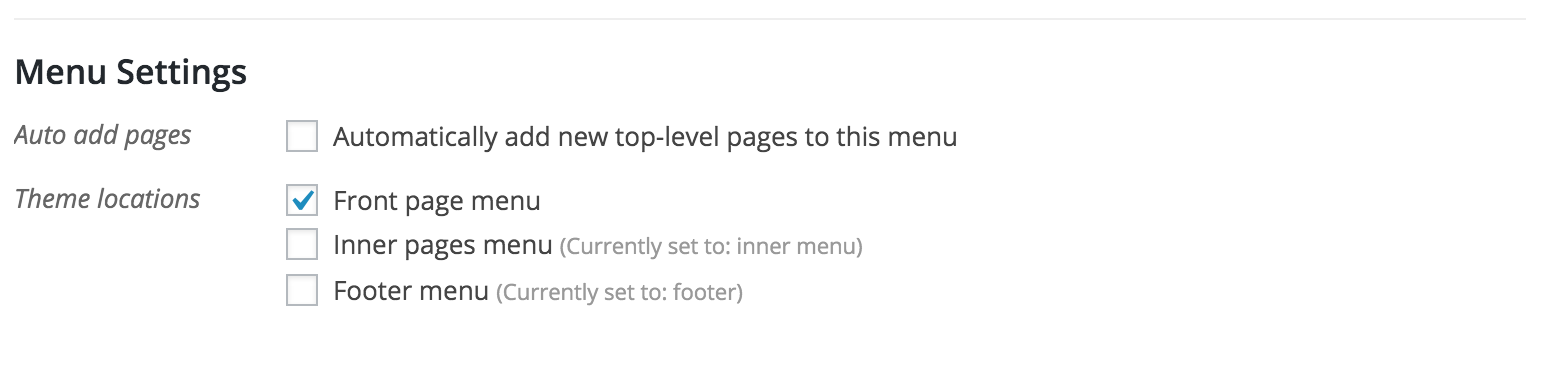 Menu Settings
Auto add pages Automatically add new top-level pages to this menu
Theme locations Front page menu
Inner pages menu (Currently set to: inner menu)
Footer menu (Currently set to: footer)